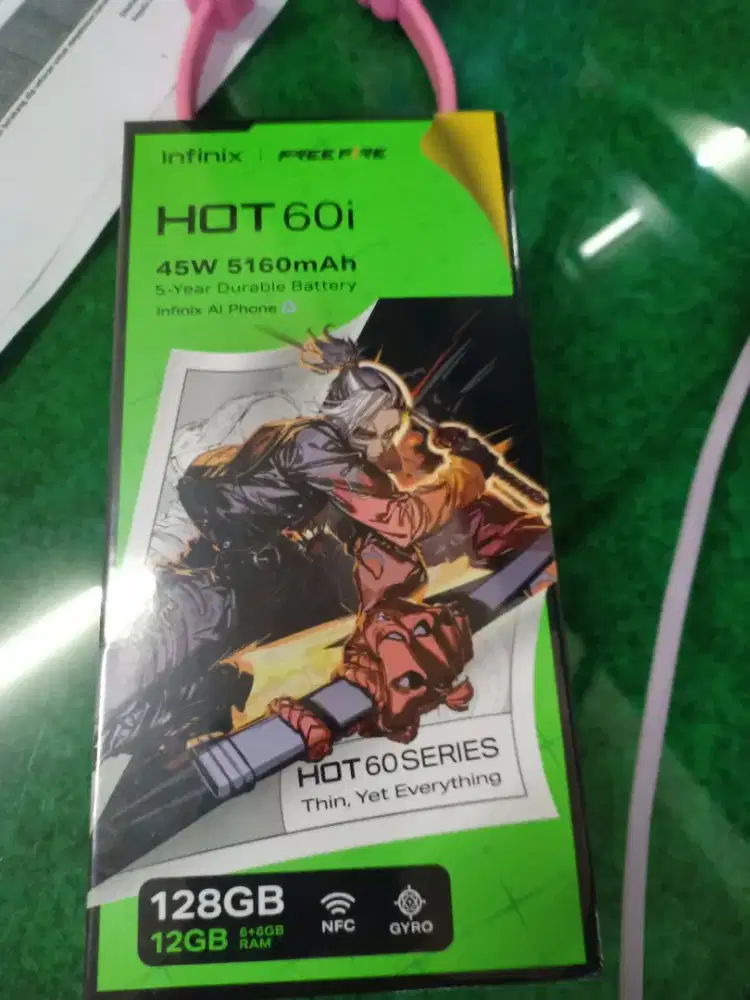 Infinix | FREE FIRE
HOT 60i
45W 5160mAh
5-Year Durable Battery
Infinix AI Phone
HOT 60 SERIES
Thin, Yet Everything
128GB
12GB 6+6GB RAM
NFC
GYRO